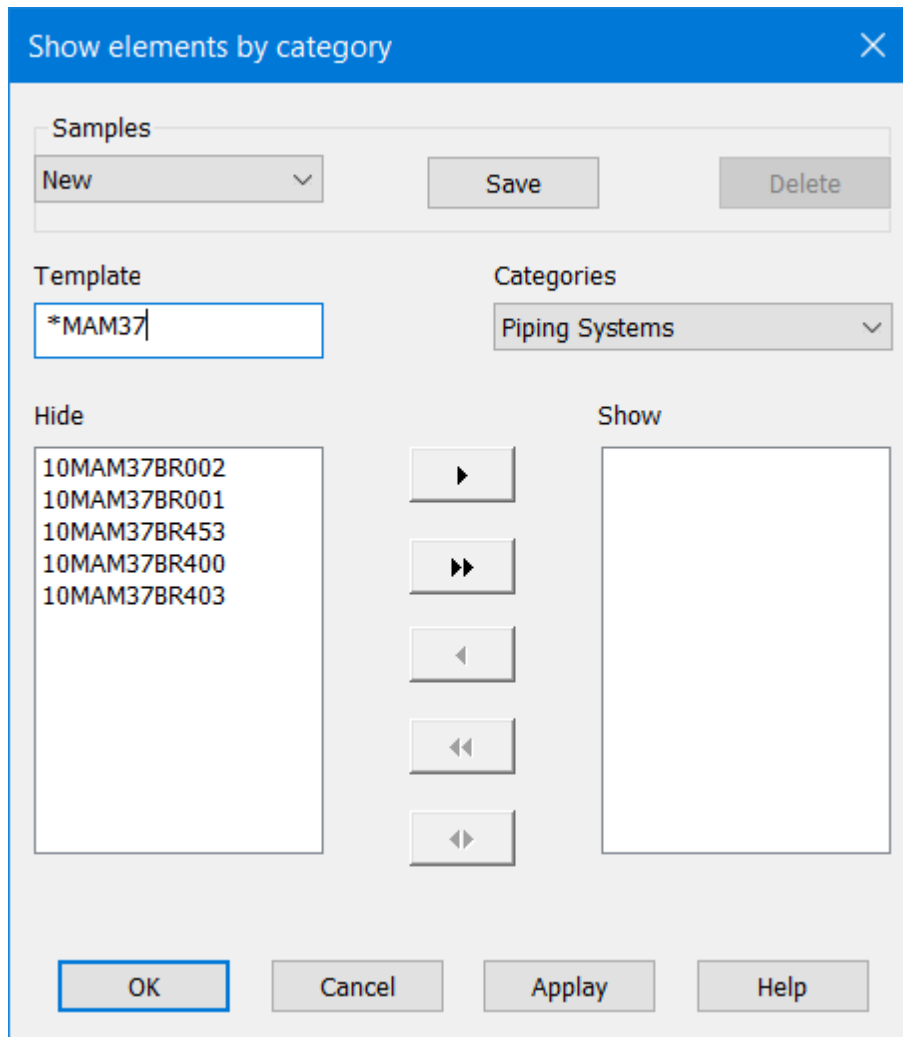 Show elements by category
Samples
New
Save
Delete
Template
Categories
*MAM37
Piping Systems
Hide
Show
10MAM37BR002
10MAM37BR001
10MAM37BR453
10MAM37BR400
10MAM37BR403
OK
Cancel
Applay
Help